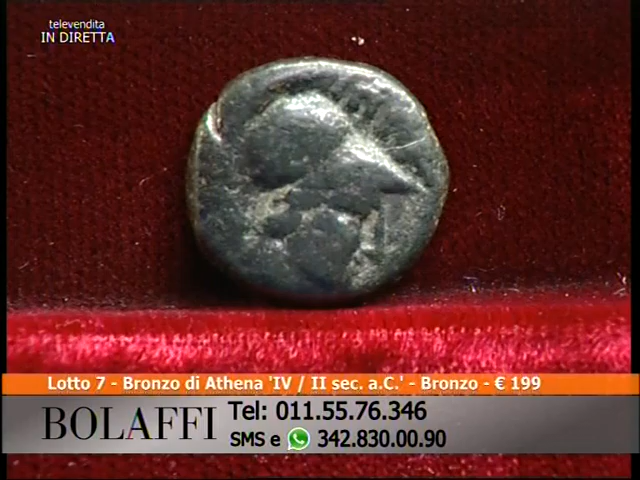 televendita
IN DIRETTA
Lotto 7 - Bronzo di Athena 'IV / II sec. a.C.' - Bronzo - € 199
BOLAFFI
Tel: 011.55.76.346
SMS e 342.830.00.90